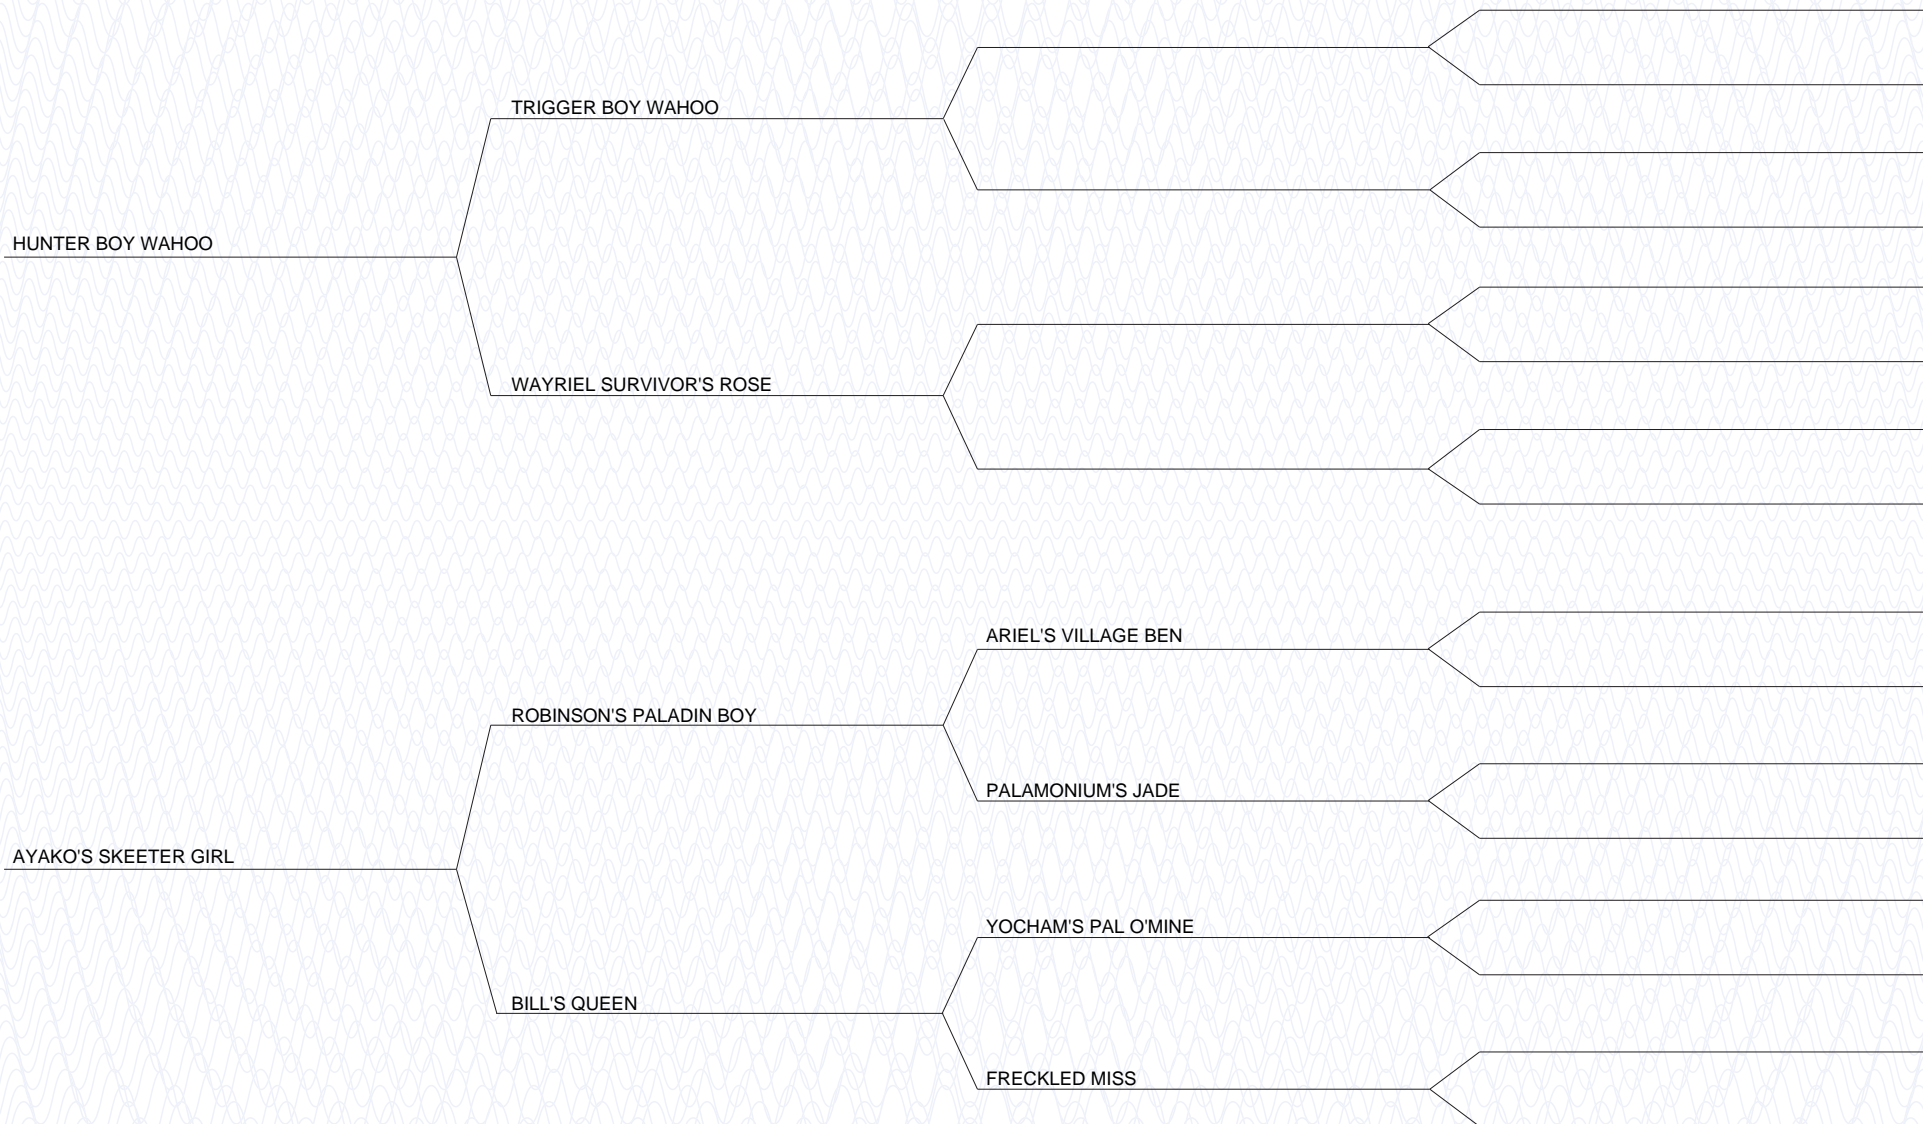 TRIGGER BOY WAHOO
HUNTER BOY WAHOO
WAYRIEL SURVIVOR'S ROSE
ARIEL'S VILLAGE BEN
ROBINSON'S PALADIN BOY
PALAMONIUM'S JADE
AYAKO'S SKEETER GIRL
YOCHAM'S PAL O'MINE
BILL'S QUEEN
FRECKLED MISS